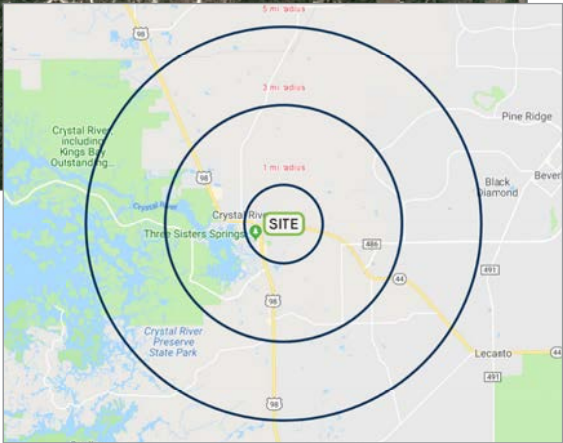 5 mi radius
98
3 mi radius
Pine Ridge
Crystal River,
including
Kings Bay
Outstanding...
1 mi radius
98
Beverl
Black
Diamond
Crystal River
Crystal Rive
SITE
Three Sisters Springs
486
44
491
98
Crystal River
Preserve
State Park
Lecanto
44
491
98